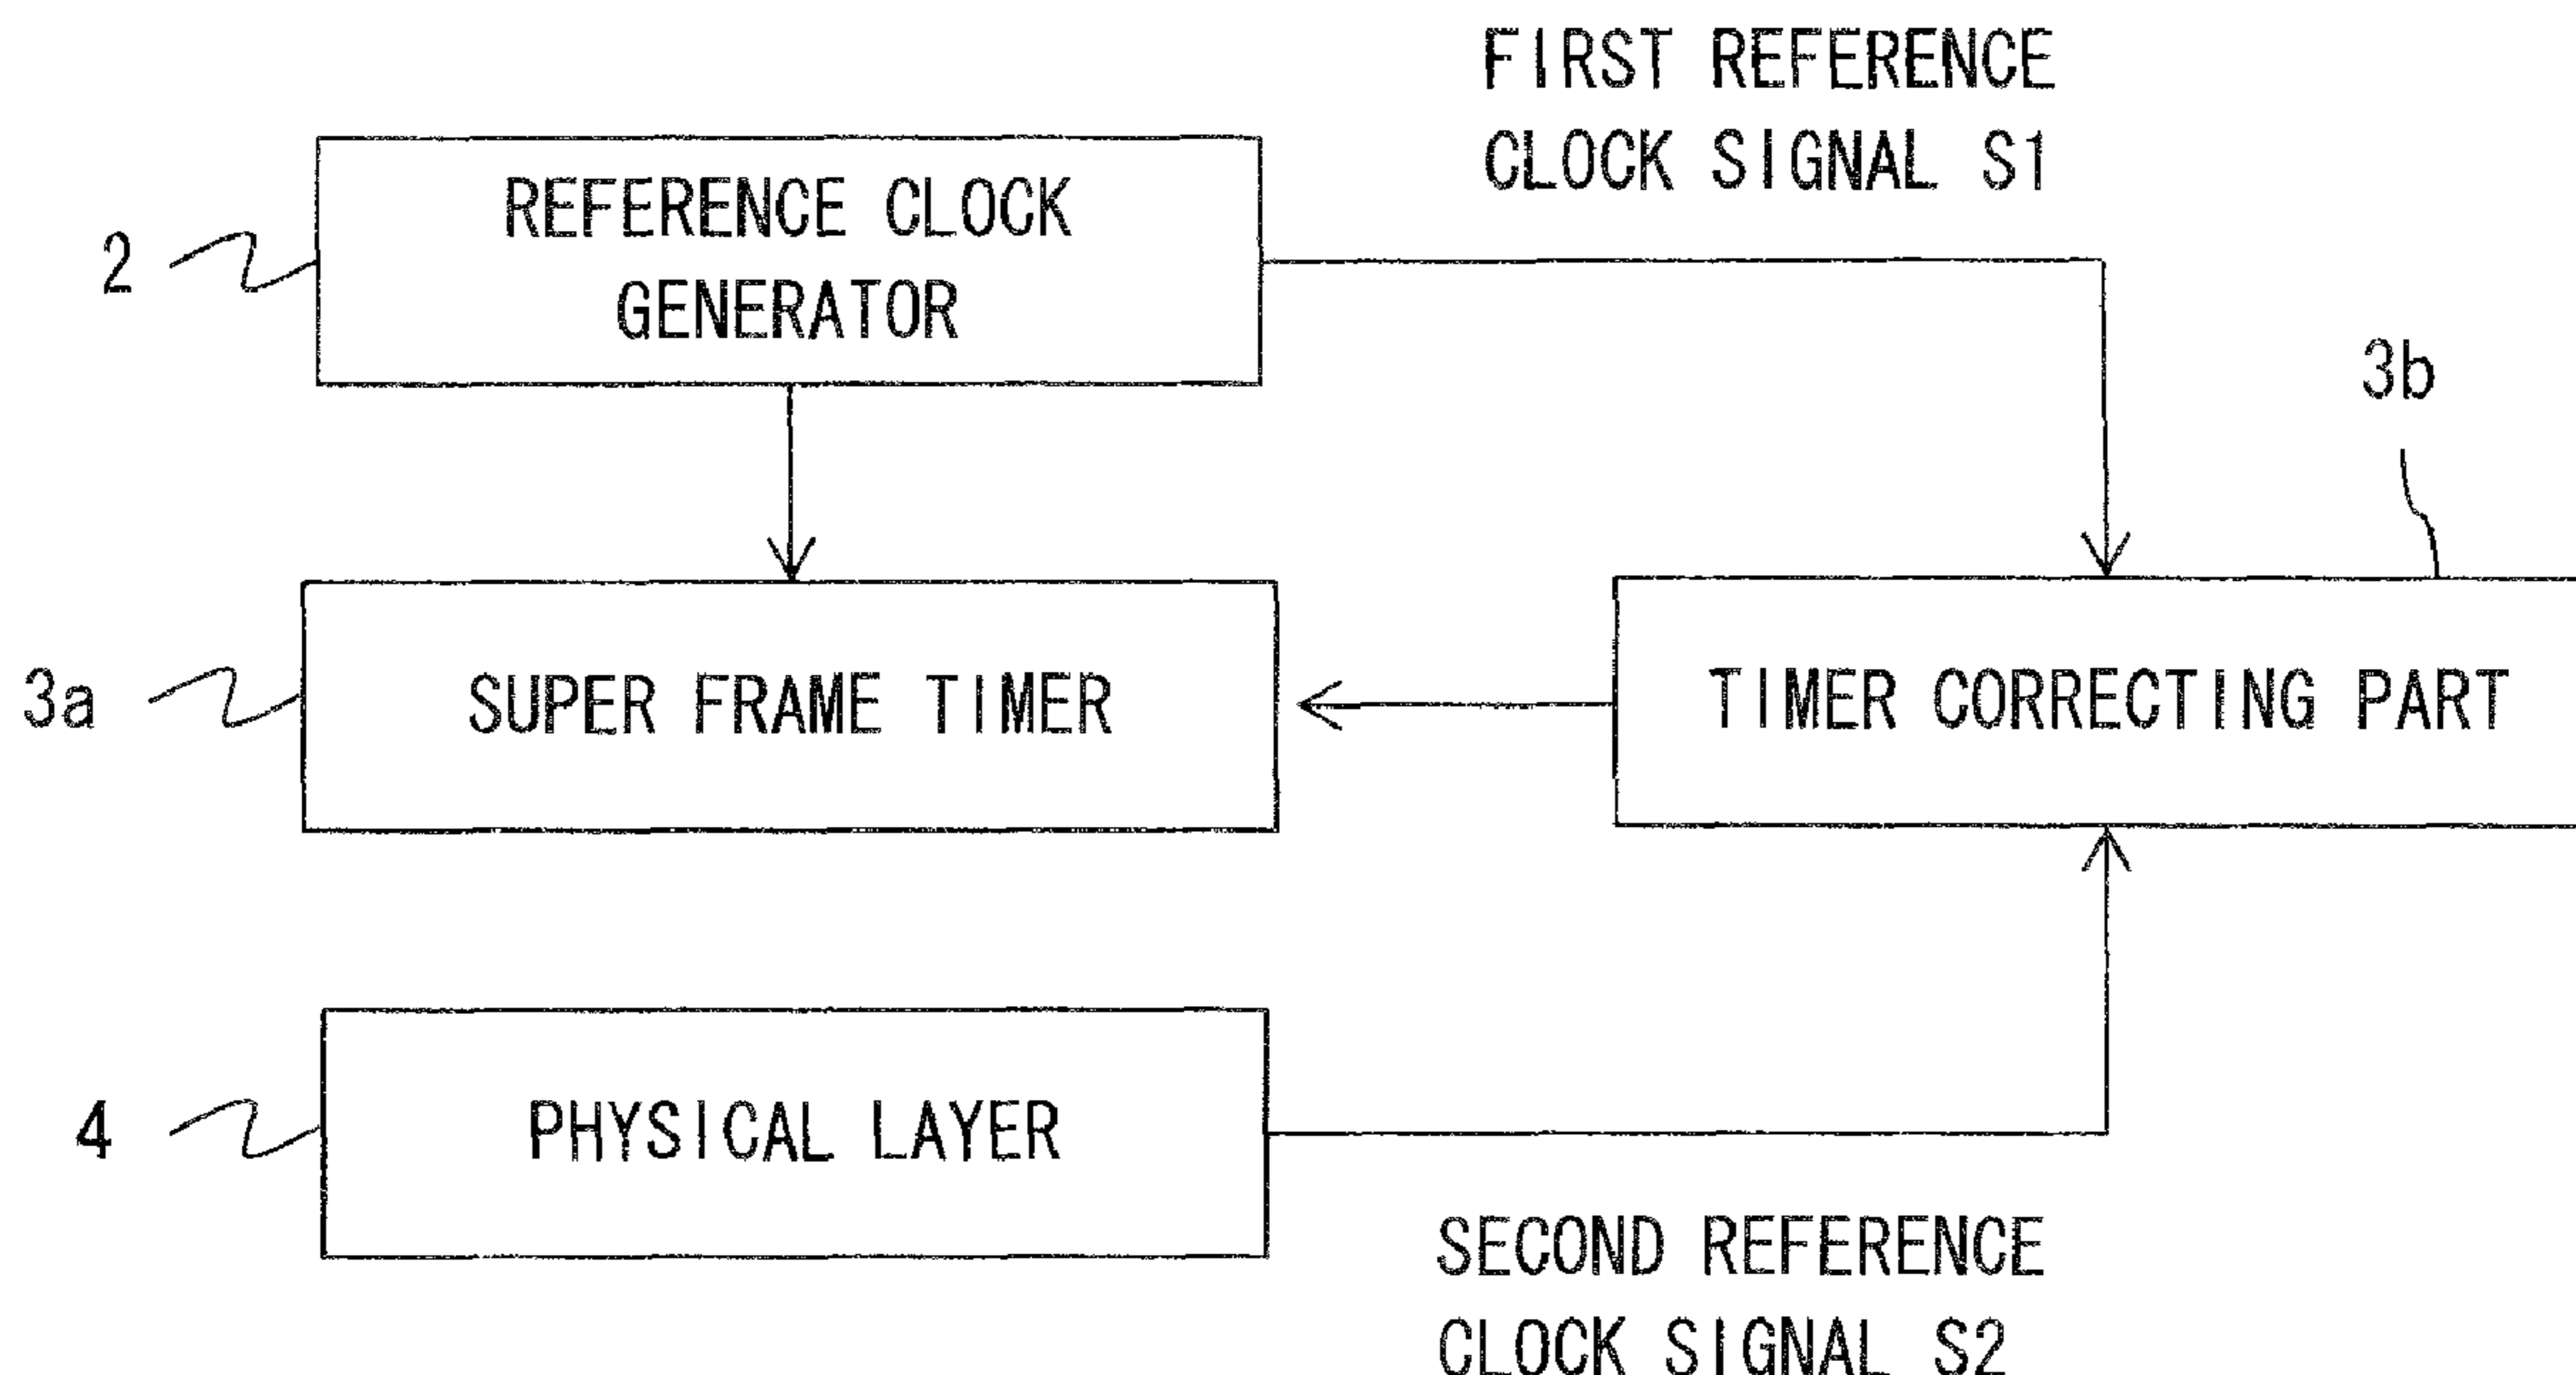 FIRST REFERENCE
CLOCK SIGNAL S1
REFERENCE CLOCK
GENERATOR
2
3b
3a
SUPER FRAME TIMER
TIMER CORRECTING PART
4
PHYSICAL LAYER
SECOND REFERENCE
CLOCK SIGNAL S2